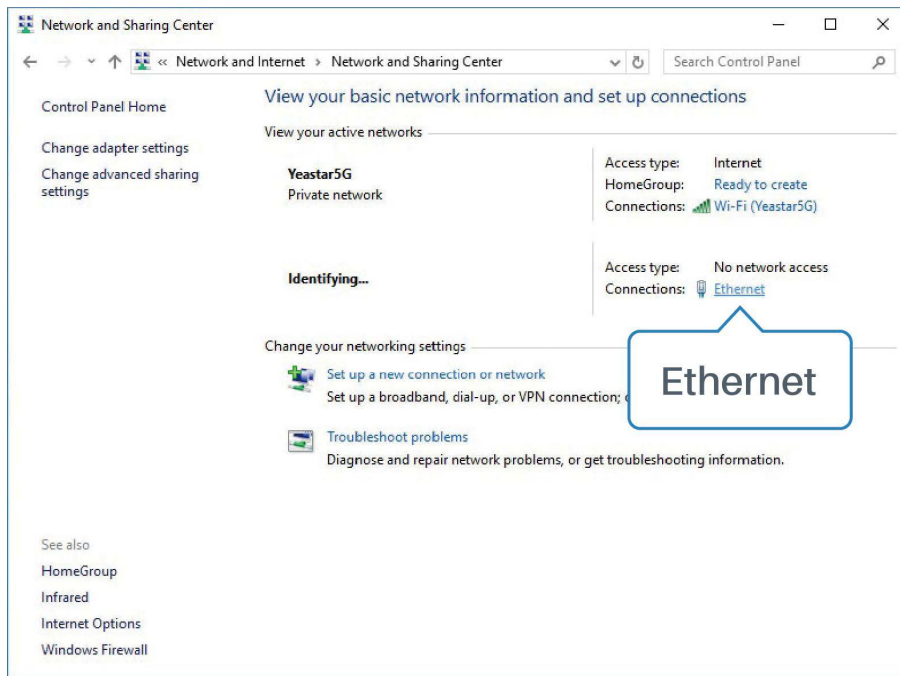 Network and Sharing Center
« Network and Internet › Network and Sharing Center
Search Control Panel
Control Panel Home
Change adapter settings
Change advanced sharing
settings
View your basic network information and set up connections
View your active networks
Yeastar5G
Private network
Access type: Internet
HomeGroup: Ready to create
Connections: Wi-Fi (Yeastar5G)
Identifying...
Access type: No network access
Connections: Ethernet
Ethernet
Change your networking settings
Set up a new connection or network
Set up a broadband, dial-up, or VPN connection;
Troubleshoot problems
Diagnose and repair network problems, or get troubleshooting information.
See also
HomeGroup
Infrared
Internet Options
Windows Firewall